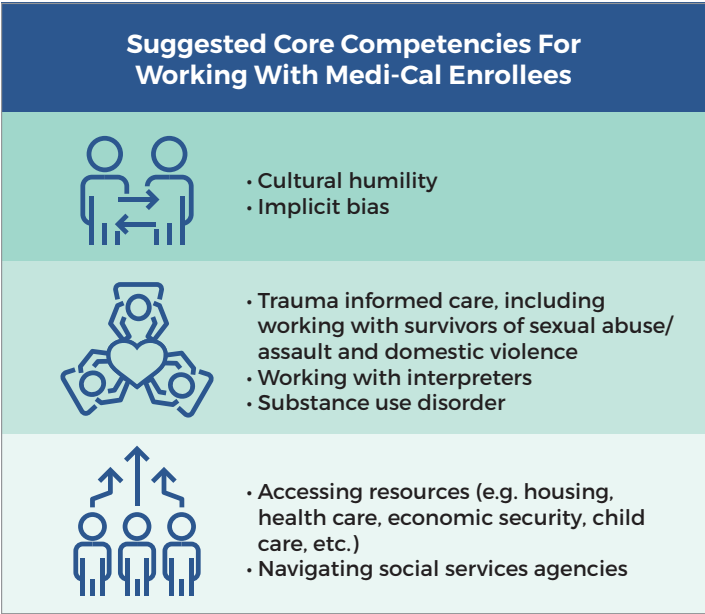 Suggested Core Competencies For
Working With Medi-Cal Enrollees
• Cultural humility
• Implicit bias
• Trauma informed care, including
working with survivors of sexual abuse/
assault and domestic violence
• Working with interpreters
• Substance use disorder
• Accessing resources (e.g. housing,
health care, economic security, child
care, etc.)
• Navigating social services agencies